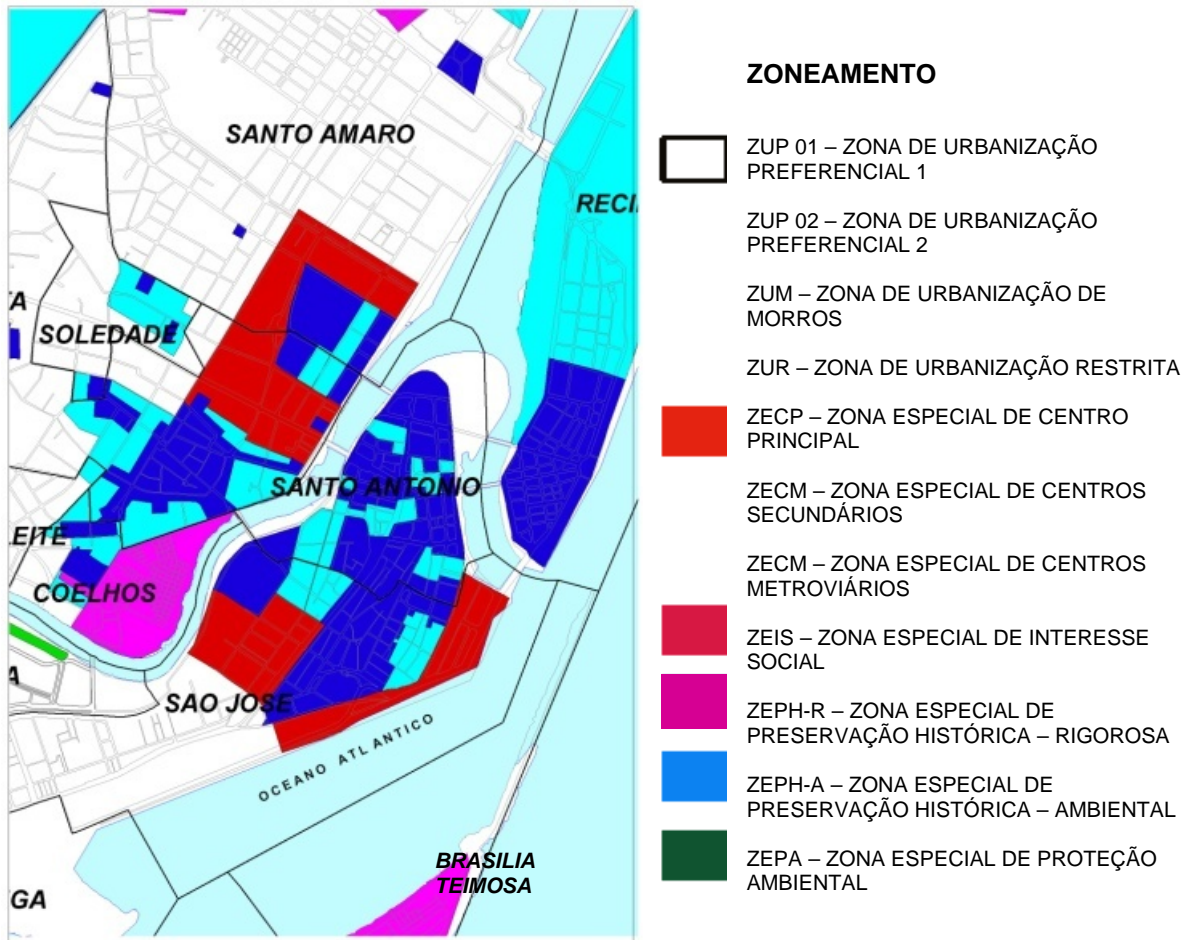 SANTO AMARO
RECI
TA
SOLEDADE
SANTO ANTONIO
LEITE
COELHOS
A
SAO JOSE
OCEANO ATLANTICO
BRASILIA
TEIMOSA
GA
ZONEAMENTO
ZUP 01 – ZONA DE URBANIZAÇÃO
PREFERENCIAL 1
ZUP 02 – ZONA DE URBANIZAÇÃO
PREFERENCIAL 2
ZUM – ZONA DE URBANIZAÇÃO DE
MORROS
ZUR – ZONA DE URBANIZAÇÃO RESTRITA
ZECP – ZONA ESPECIAL DE CENTRO
PRINCIPAL
ZECM – ZONA ESPECIAL DE CENTROS
SECUNDÁRIOS
ZECM – ZONA ESPECIAL DE CENTROS
METROVIÁRIOS
ZEIS – ZONA ESPECIAL DE INTERESSE
SOCIAL
ZEPH-R – ZONA ESPECIAL DE
PRESERVAÇÃO HISTÓRICA – RIGOROSA
ZEPH-A – ZONA ESPECIAL DE
PRESERVAÇÃO HISTÓRICA – AMBIENTAL
ZEPA – ZONA ESPECIAL DE PROTEÇÃO
AMBIENTAL